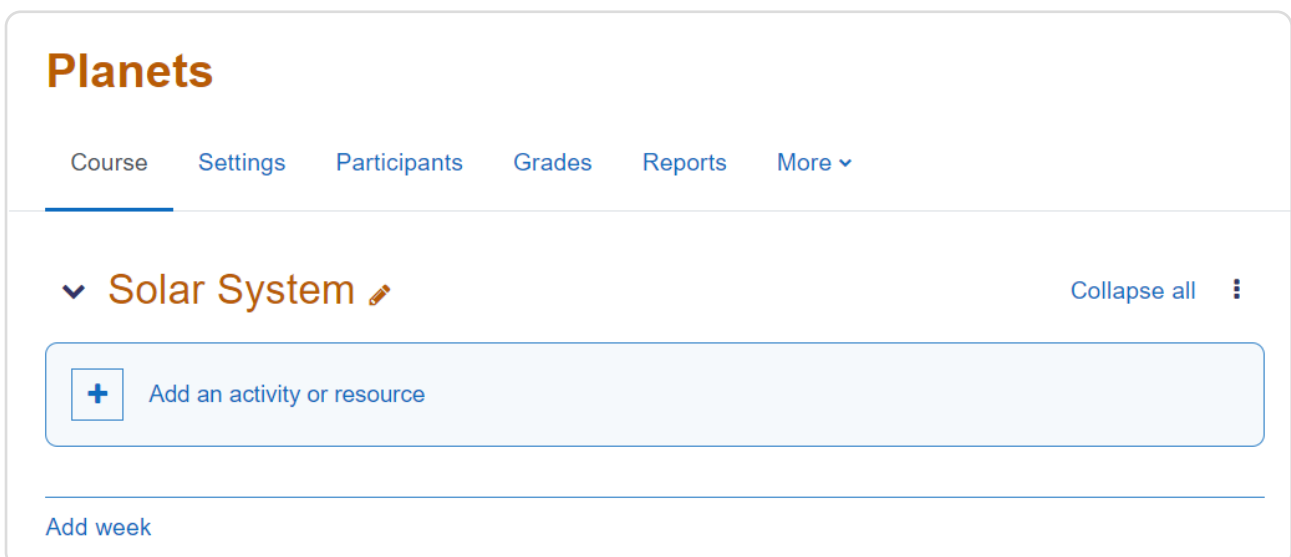 Planets
Course Settings Participants Grades Reports More
Solar System Collapse all
Add an activity or resource
Add week